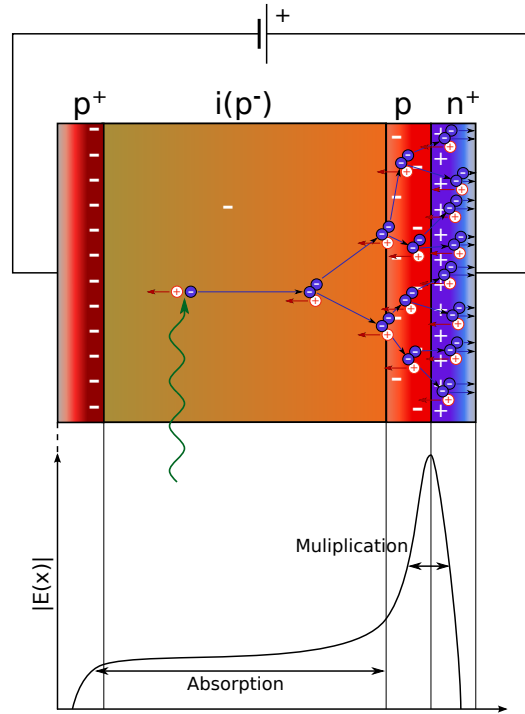 +
p⁺ i(p⁻) p n⁺
Muliplication
|E(x)|
Absorption